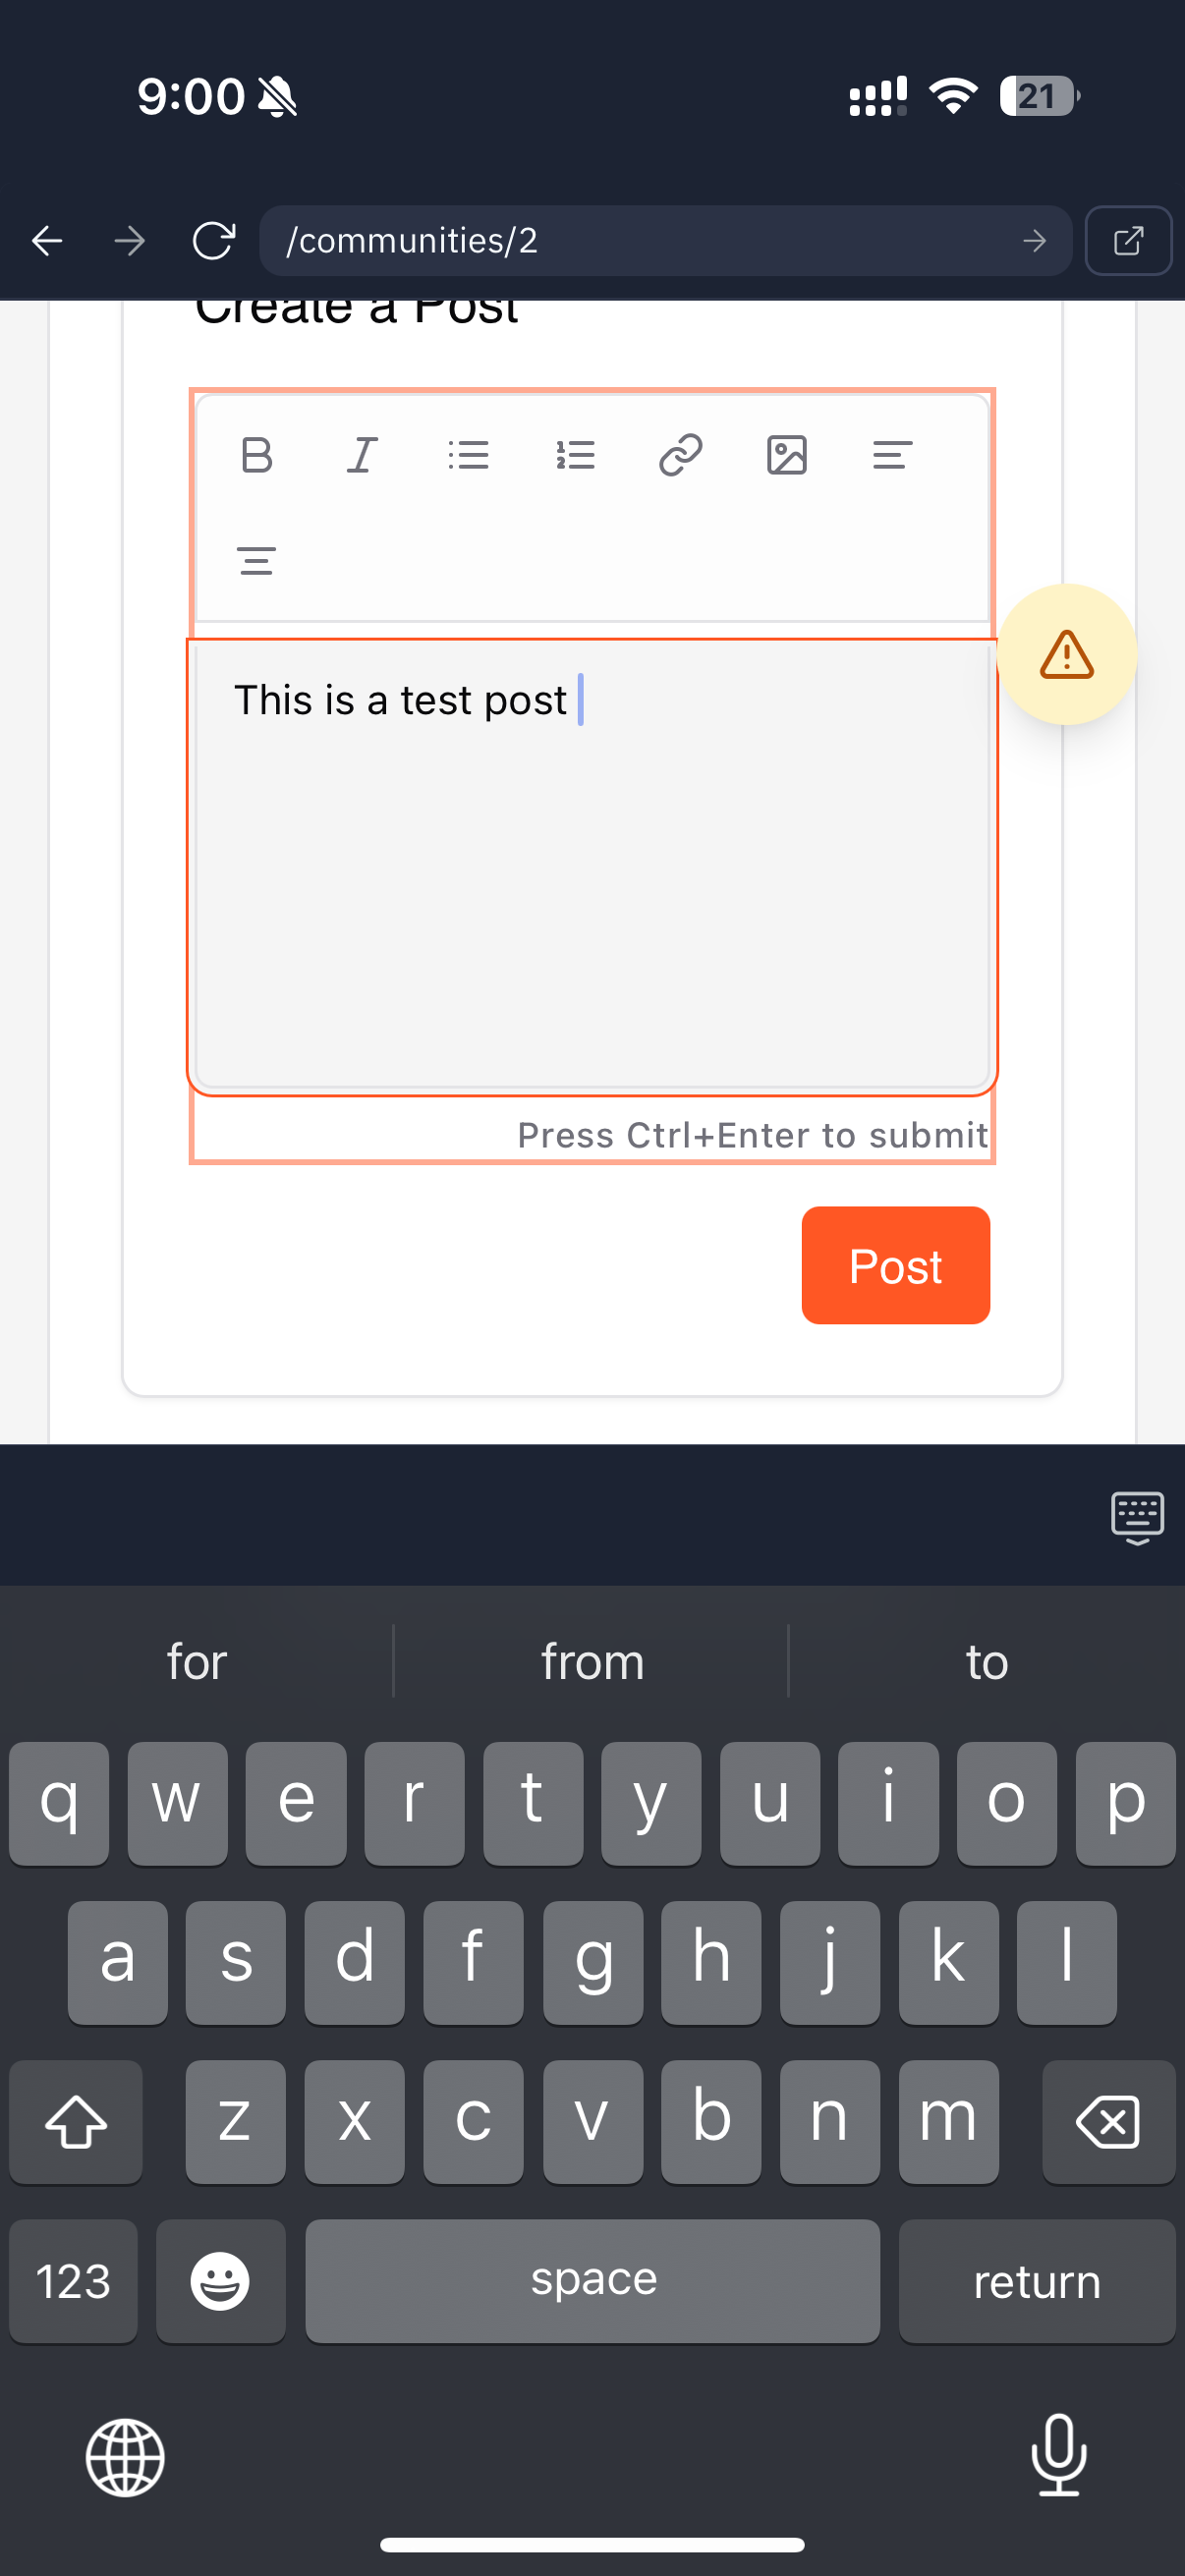 9:00
21
/communities/2
Create a Post
This is a test post
Press Ctrl+Enter to submit
Post
for from to
q w e r t y u i o p
a s d f g h j k l
z x c v b n m
123 space return